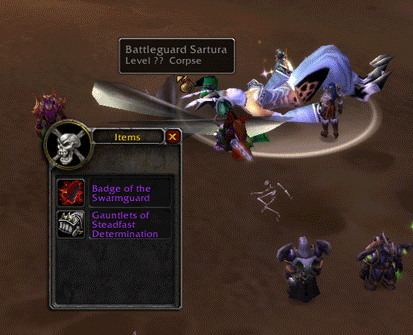 Battleguard Sartura
Level ?? Corpse
Items
Badge of the
Swarmguard
Gauntlets of
Steadfast
Determination